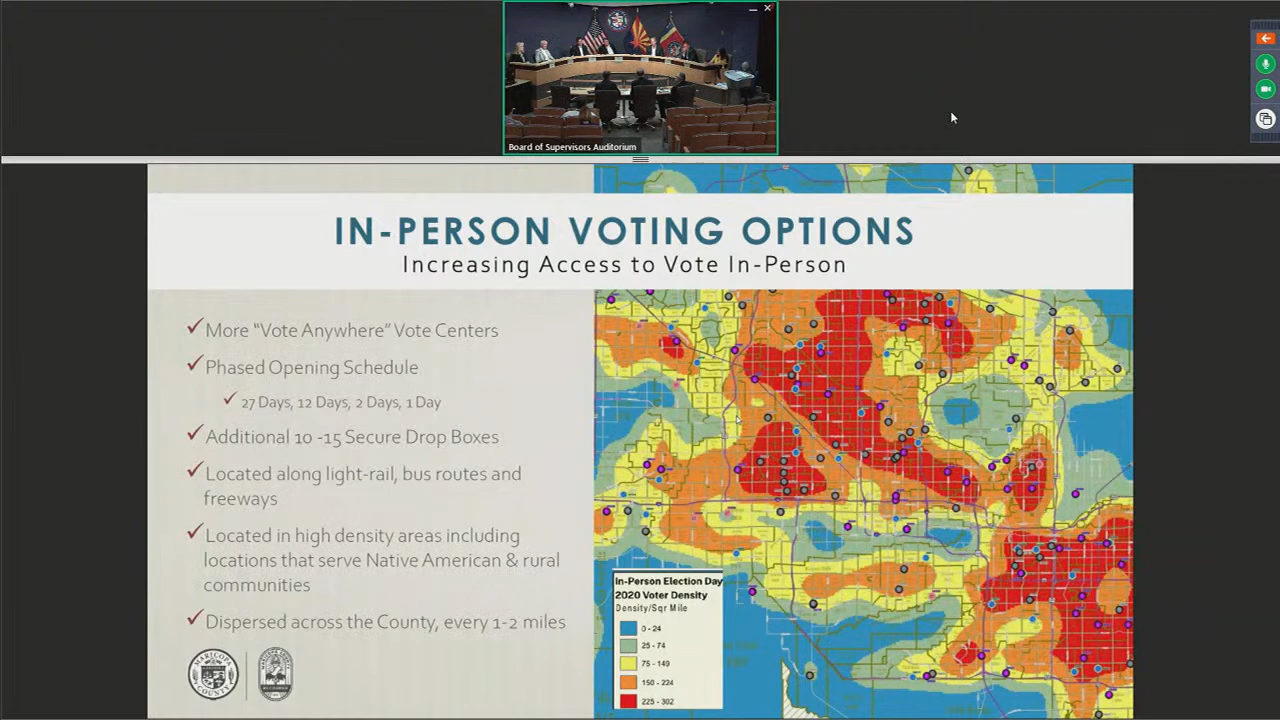 Board of Supervisors Auditorium
IN-PERSON VOTING OPTIONS
Increasing Access to Vote In-Person
More “Vote Anywhere” Vote Centers
Phased Opening Schedule
27 Days, 12 Days, 2 Days, 1 Day
Additional 10 -15 Secure Drop Boxes
Located along light-rail, bus routes and
freeways
Located in high density areas including
locations that serve Native American & rural
communities
Dispersed across the County, every 1-2 miles
MARICOPA
COUNTY
In-Person Election Day
2020 Voter Density
Density/Sqr Mile
0 - 24
25 - 74
75 - 149
150 - 224
225 - 302